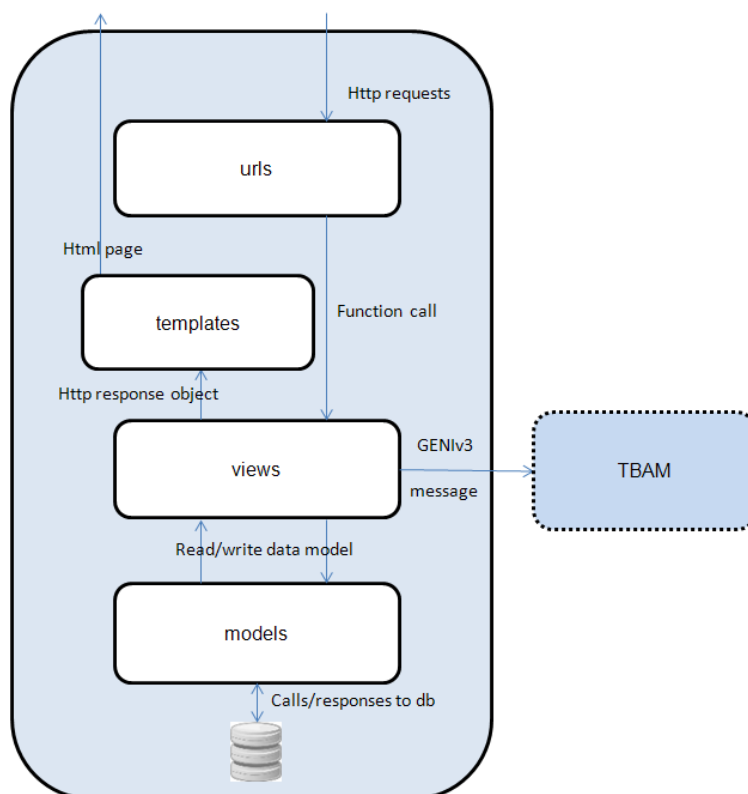 Http requests
urls
Html page
templates
Function call
Http response object
GENIv3
views
TBAM
message
Read/write data model
models
Calls/responses to db